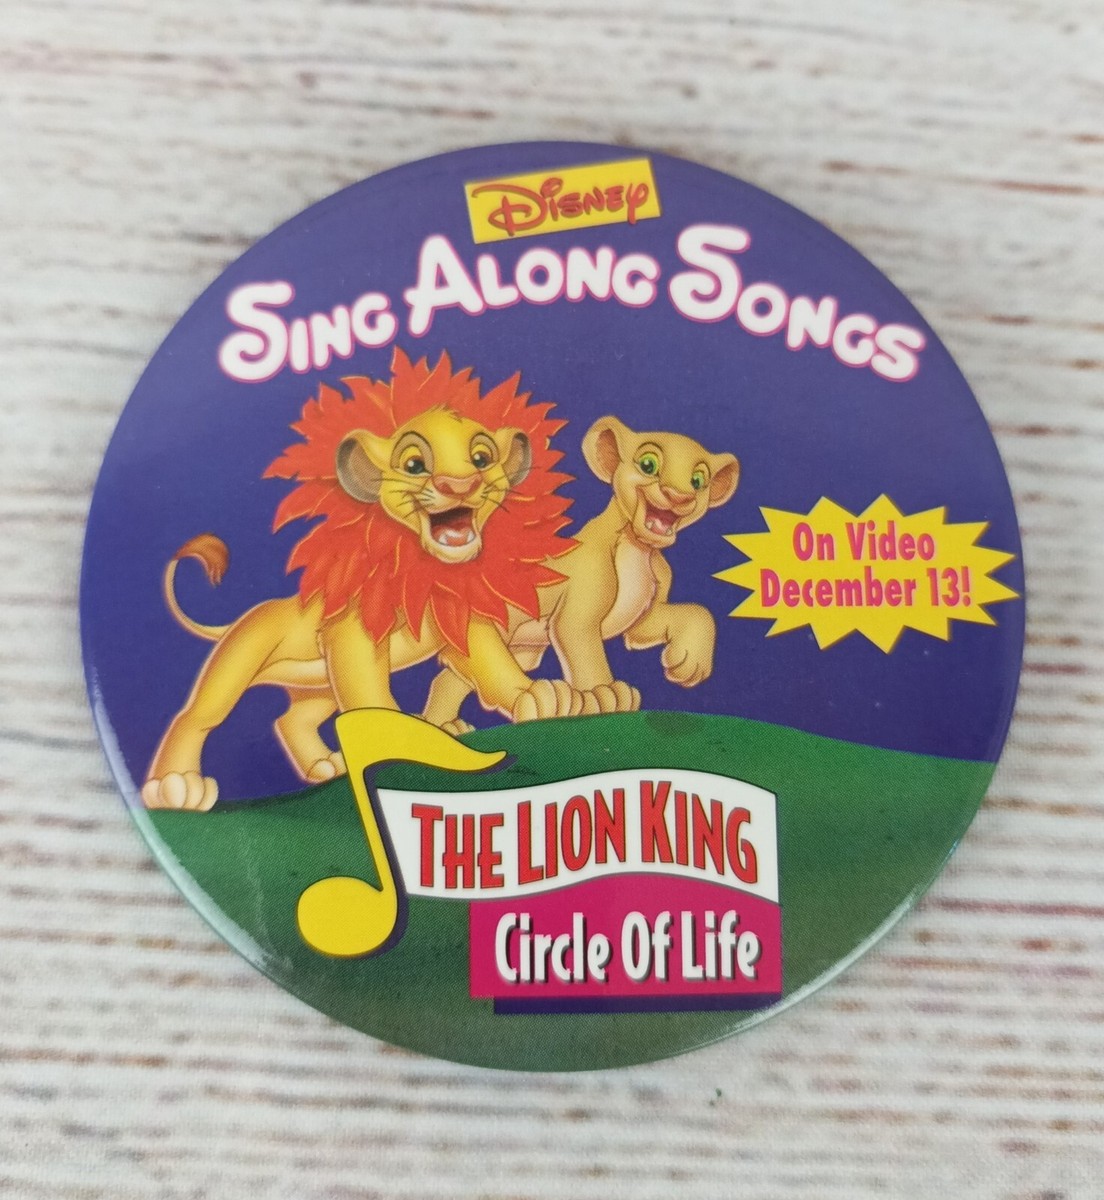 Disney
Sing Along Songs
On Video
December 13!
The Lion King
Circle Of Life